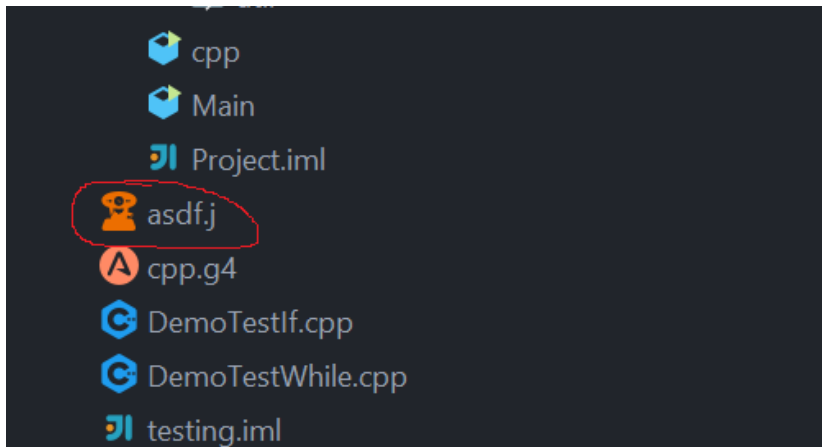 cpp
Main
Project.iml
asdf.j
cpp.g4
DemoTestIf.cpp
DemoTestWhile.cpp
testing.iml